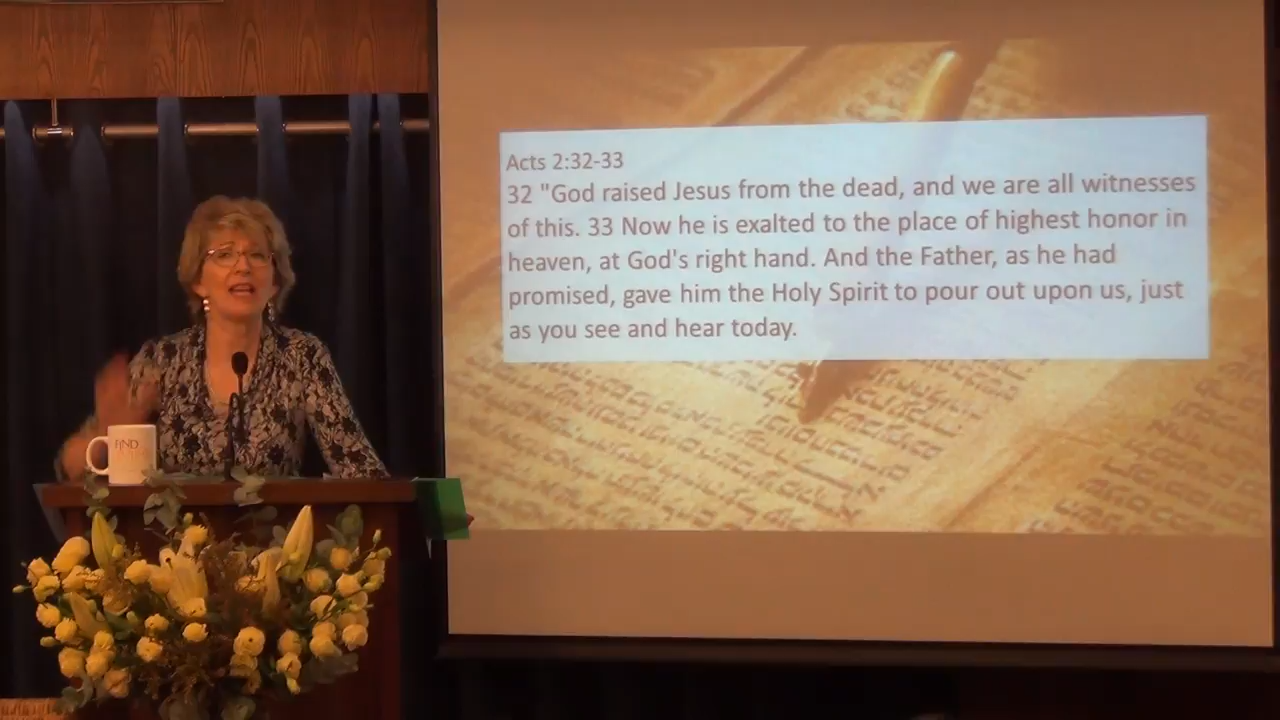 Acts 2:32-33
32 "God raised Jesus from the dead, and we are all witnesses
of this. 33 Now he is exalted to the place of highest honor in
heaven, at God's right hand. And the Father, as he had
promised, gave him the Holy Spirit to pour out upon us, just
as you see and hear today.
FIND